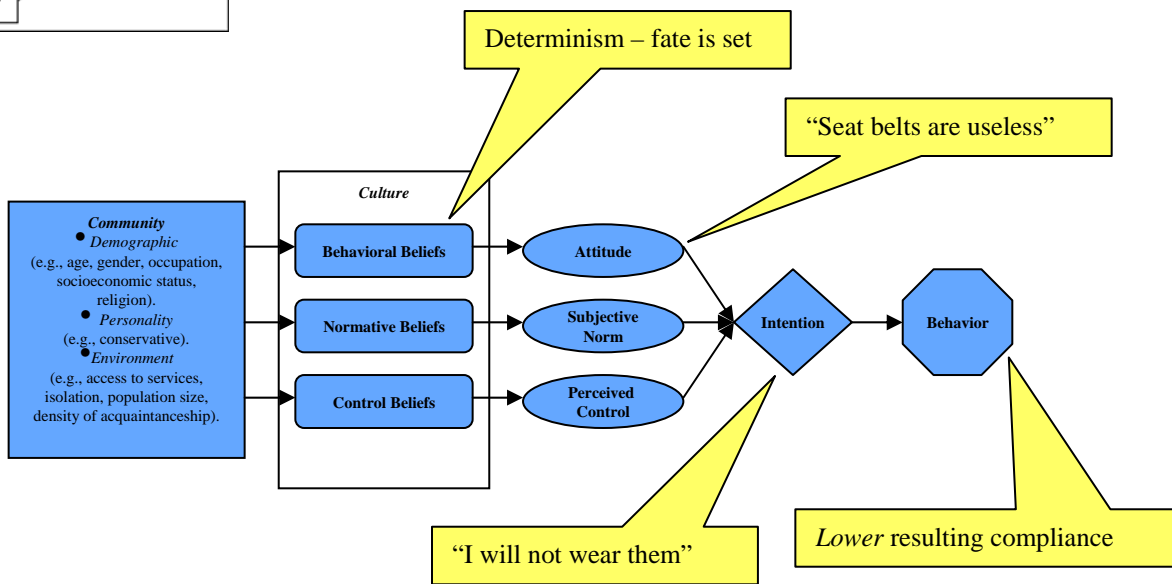 Determinism – fate is set
“Seat belts are useless”
Community
• Demographic
(e.g., age, gender, occupation,
socioeconomic status,
religion).
• Personality
(e.g., conservative).
• Environment
(e.g., access to services,
isolation, population size,
density of acquaintanceship).
Culture
Behavioral Beliefs
Normative Beliefs
Control Beliefs
Attitude
Subjective
Norm
Perceived
Control
Intention
Behavior
“I will not wear them”
Lower resulting compliance